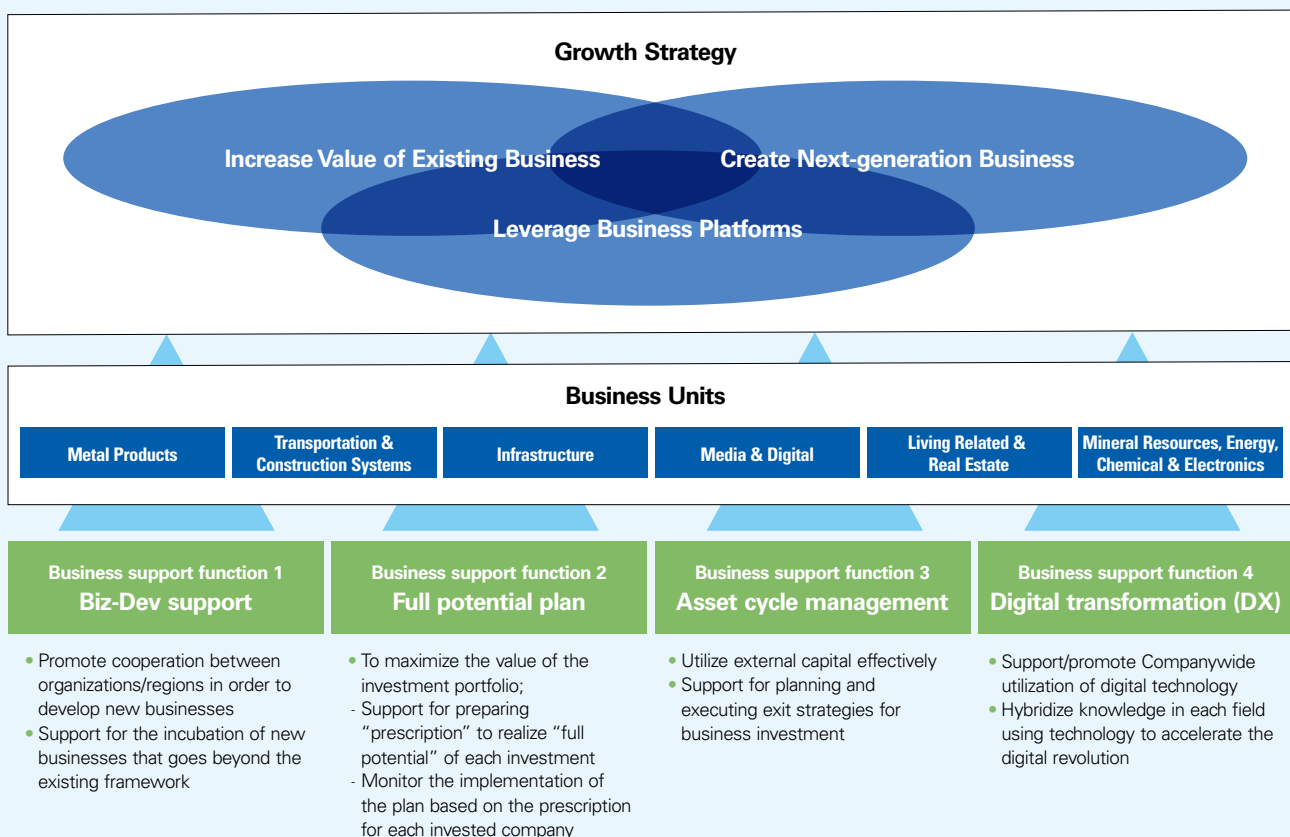 Growth Strategy
Increase Value of Existing Business
Create Next-generation Business
Leverage Business Platforms
Business Units
Metal Products
Transportation &
Construction Systems
Infrastructure
Media & Digital
Living Related &
Real Estate
Mineral Resources, Energy,
Chemical & Electronics
Business support function 1
Biz-Dev support
• Promote cooperation between
organizations/regions in order to
develop new businesses
• Support for the incubation of new
businesses that goes beyond the
existing framework
Business support function 2
Full potential plan
• To maximize the value of the
investment portfolio;
- Support for preparing
“prescription” to realize “full
potential” of each investment
- Monitor the implementation of
the plan based on the prescription
for each invested company
Business support function 3
Asset cycle management
• Utilize external capital effectively
• Support for planning and
executing exit strategies for
business investment
Business support function 4
Digital transformation (DX)
• Support/promote Companywide
utilization of digital technology
• Hybridize knowledge in each field
using technology to accelerate the
digital revolution